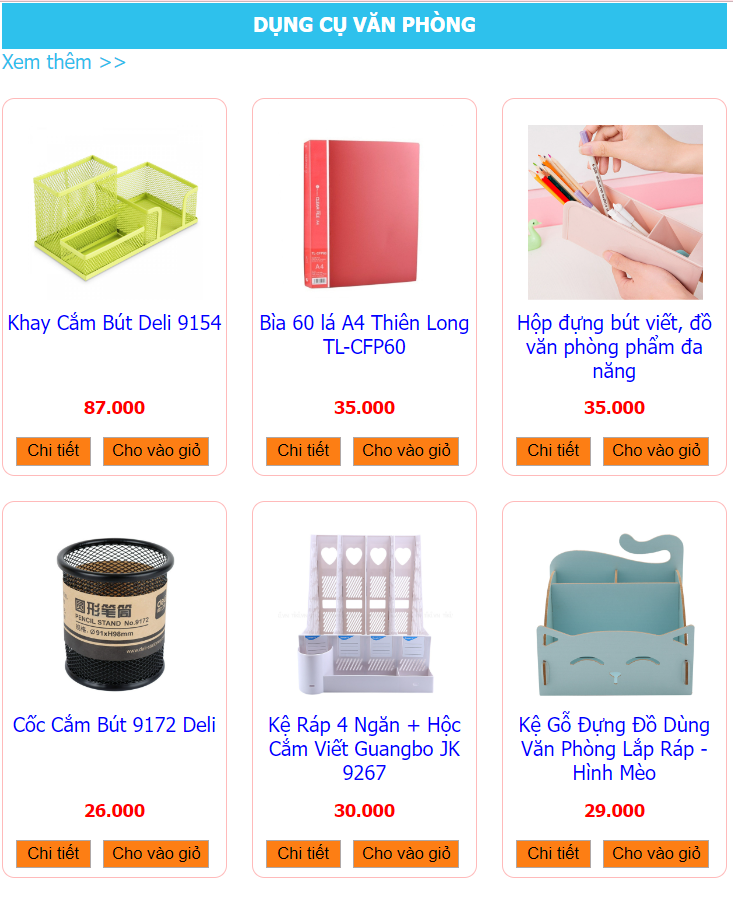 DỤNG CỤ VĂN PHÒNG
Xem thêm >>
Khay Cắm Bút Deli 9154
87.000
Chi tiết Cho vào giỏ
A4
Bìa 60 lá A4 Thiên Long
TL-CFP60
35.000
Chi tiết Cho vào giỏ
Hộp đựng bút viết, đồ
văn phòng phẩm đa
năng
35.000
Chi tiết Cho vào giỏ
圆形笔筒
PENCIL STAND No.9172
规格: Ø91xH98mm
Cốc Cắm Bút 9172 Deli
26.000
Chi tiết Cho vào giỏ
Kệ Ráp 4 Ngăn + Hộc
Cắm Viết Guangbo JK
9267
30.000
Chi tiết Cho vào giỏ
Kệ Gỗ Đựng Đồ Dùng
Văn Phòng Lắp Ráp -
Hình Mèo
29.000
Chi tiết Cho vào giỏ